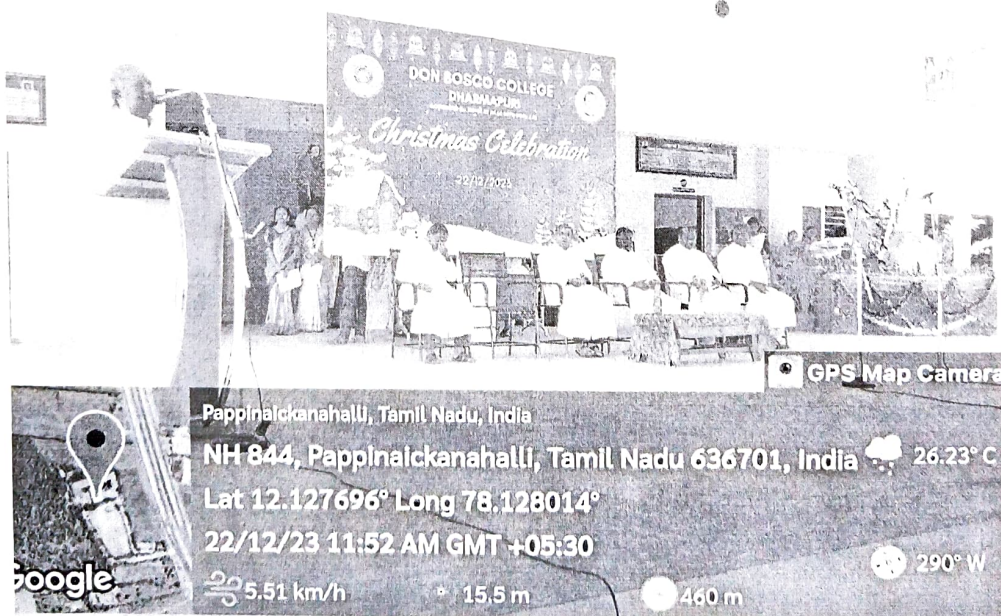 DON BOSCO COLLEGE
DHARMAPURI
Christmas Celebration
22/12/2023
GPS Map Camera
Pappinaickanahalli, Tamil Nadu, India
NH 844, Pappinaickanahalli, Tamil Nadu 636701, India
26.23° C
Lat 12.127696° Long 78.128014°
22/12/23 11:52 AM GMT +05:30
290° W
Google
5.51 km/h
15.5 m
460 m